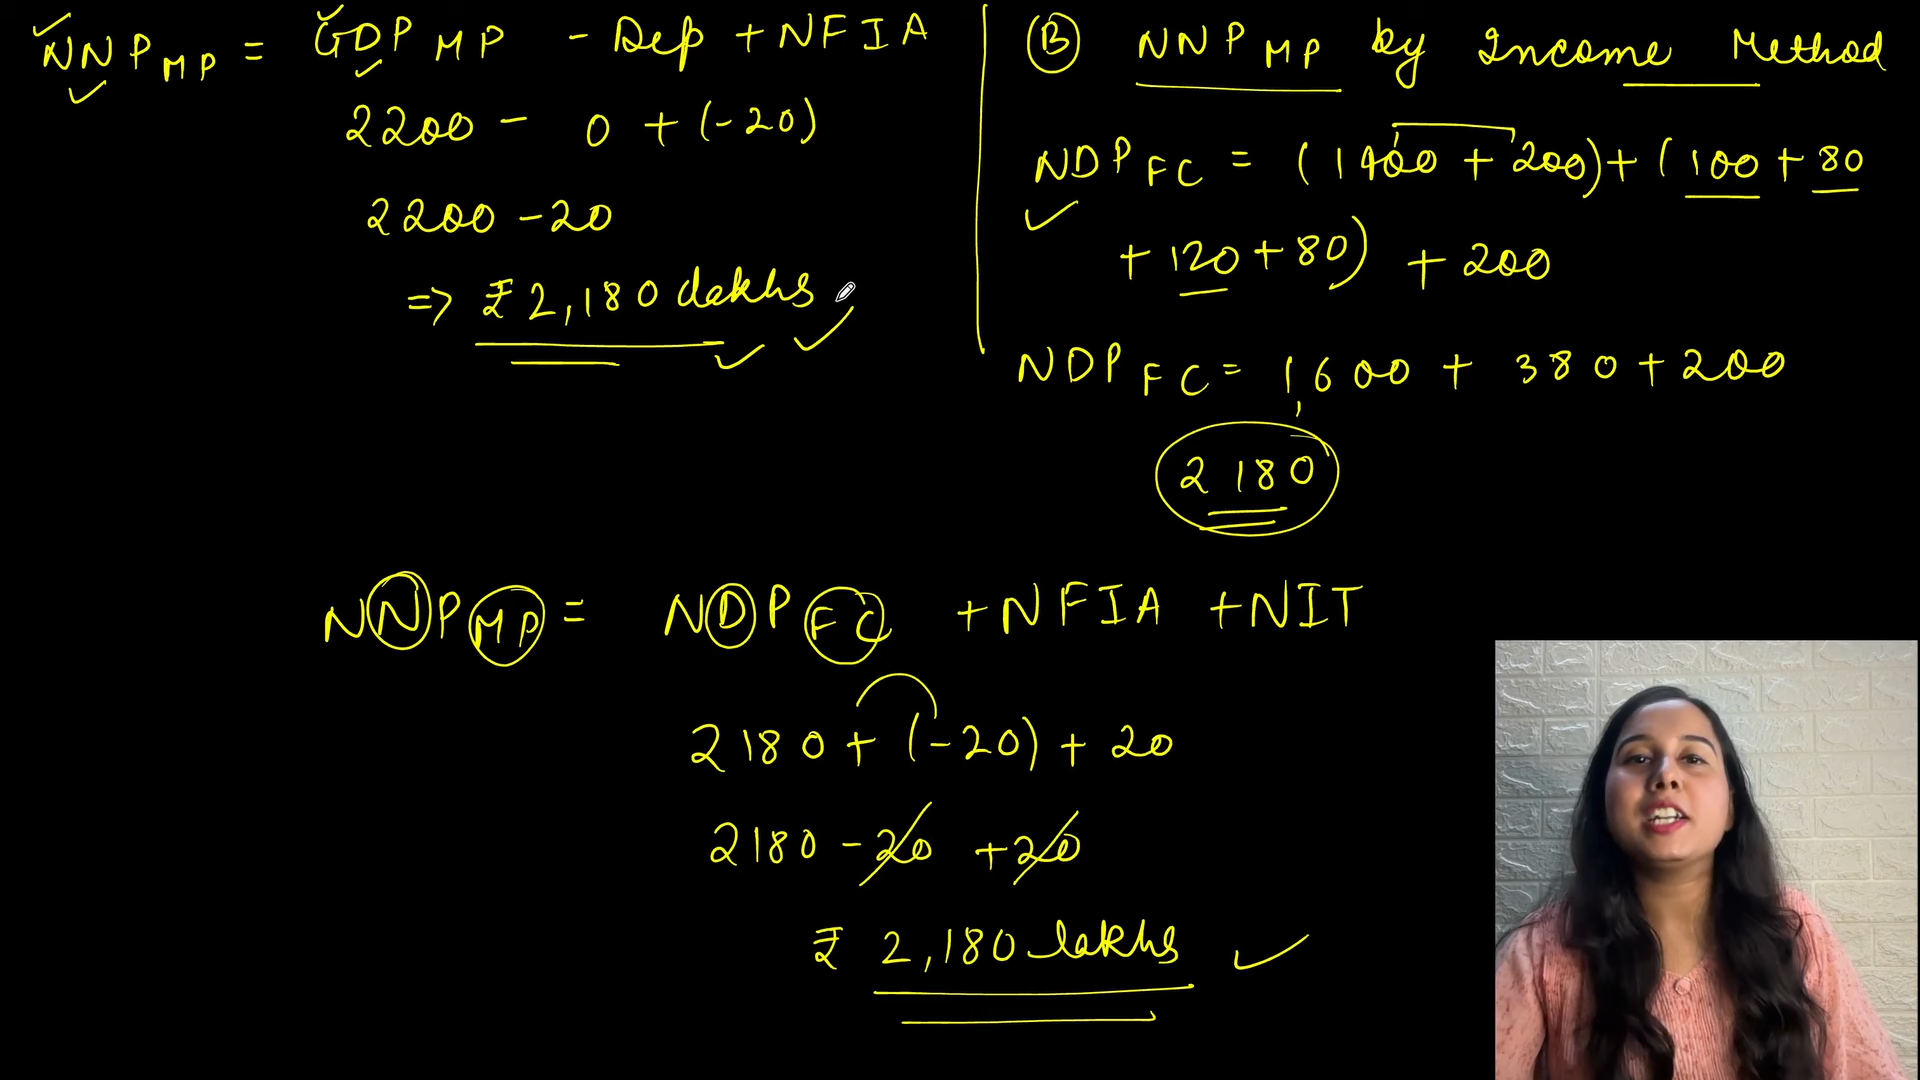 NNP MP = GDP MP - Dep + NFIA
2200 - 0 + (-20)
2200 - 20
=> ₹ 2,180 lakhs
(B) NNP MP by Income Method
NDP FC = (1400 + 200) + (100 + 80
+ 120 + 80) + 200
NDP FC = 1,600 + 380 + 200
2180
NNP MP = NDP FC + NFIA + NIT
2180 + (-20) + 20
2180 - 20 + 20
₹ 2,180 lakhs